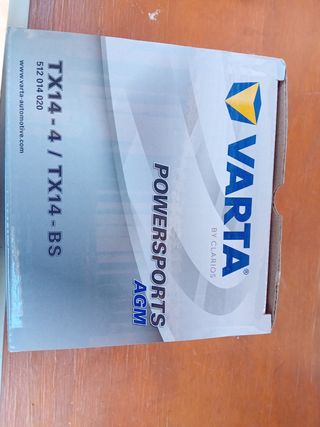 VARTA®
BY CLARIOS
POWERSPORTS
AGM
TX14-4 / TX14-BS
512 014 020
www.varta-automotive.com